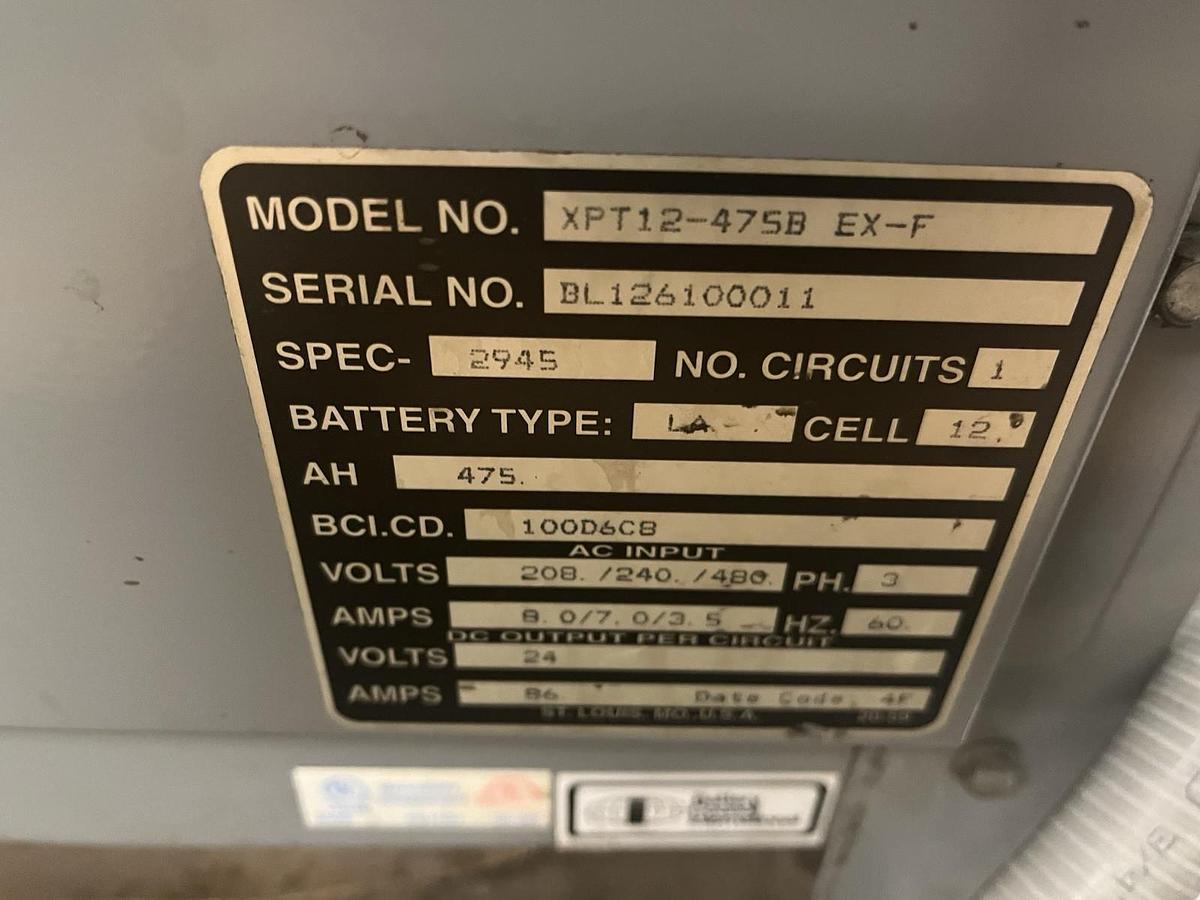 MODEL NO. XPT12-475B EX-F
SERIAL NO. BL126100011
SPEC- 2945 NO. CIRCUITS 1
BATTERY TYPE: LA CELL 12.
AH 475.
BCI.CD. 100D6C8
AC INPUT
VOLTS 208. /240. /480. PH. 3
AMPS 8.0/7.0/3.5 HZ. 60.
DC OUTPUT PER CIRCUIT
VOLTS 24
AMPS 86. Date Code,
ST. LOUIS, MO. U.S.A.
Battery